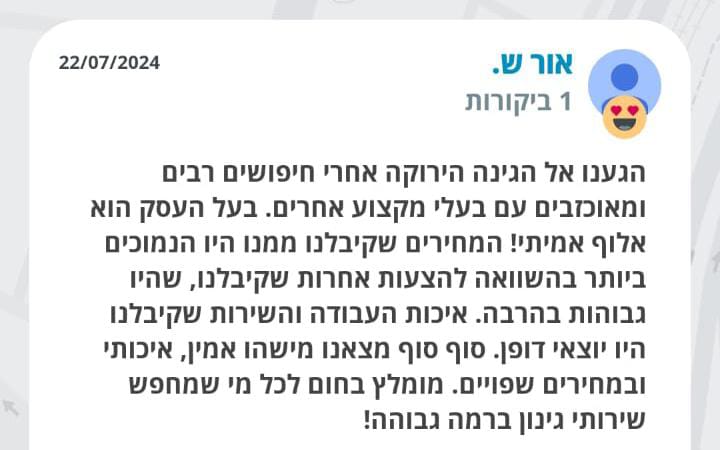 אור ש.
22/07/2024
1 ביקורות
הגענו אל הגינה הירוקה אחרי חיפושים רבים
ומאוכזבים עם בעלי מקצוע אחרים. בעל העסק הוא
אלוף אמיתי! המחירים שקיבלנו ממנו היו הנמוכים
ביותר בהשוואה להצעות אחרות שקיבלנו, שהיו
גבוהות בהרבה. איכות העבודה והשירות שקיבלנו
היו יוצאי דופן. סוף סוף מצאנו מישהו אמין, איכותי
ובמחירים שפויים. מומלץ בחום לכל מי שמחפש
שירותי גינון ברמה גבוהה!